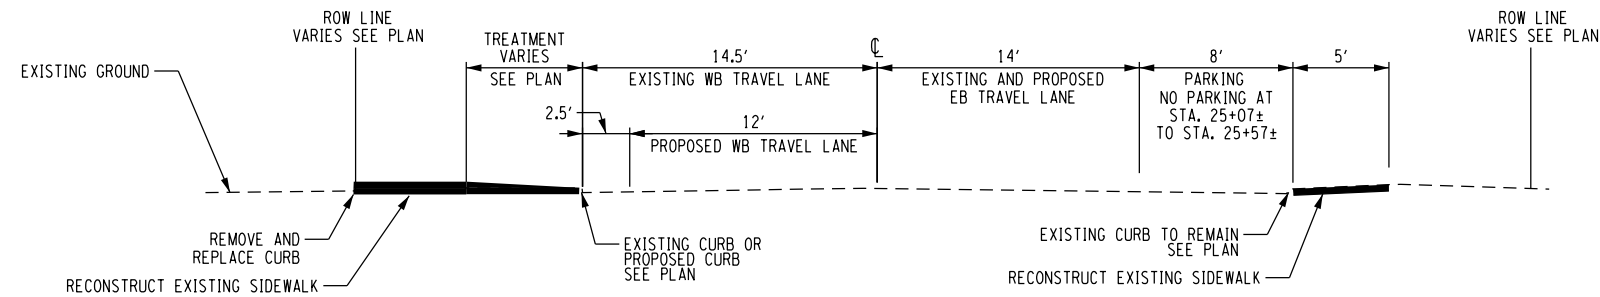 ROW LINE
VARIES SEE PLAN
EXISTING GROUND
TREATMENT
VARIES
SEE PLAN
14.5'
EXISTING WB TRAVEL LANE
2.5'
12'
PROPOSED WB TRAVEL LANE
℄
14'
EXISTING AND PROPOSED
EB TRAVEL LANE
8'
PARKING
NO PARKING AT
STA. 25+07±
TO STA. 25+57±
5'
ROW LINE
VARIES SEE PLAN
REMOVE AND
REPLACE CURB
RECONSTRUCT EXISTING SIDEWALK
EXISTING CURB OR
PROPOSED CURB
SEE PLAN
EXISTING CURB TO REMAIN
SEE PLAN
RECONSTRUCT EXISTING SIDEWALK